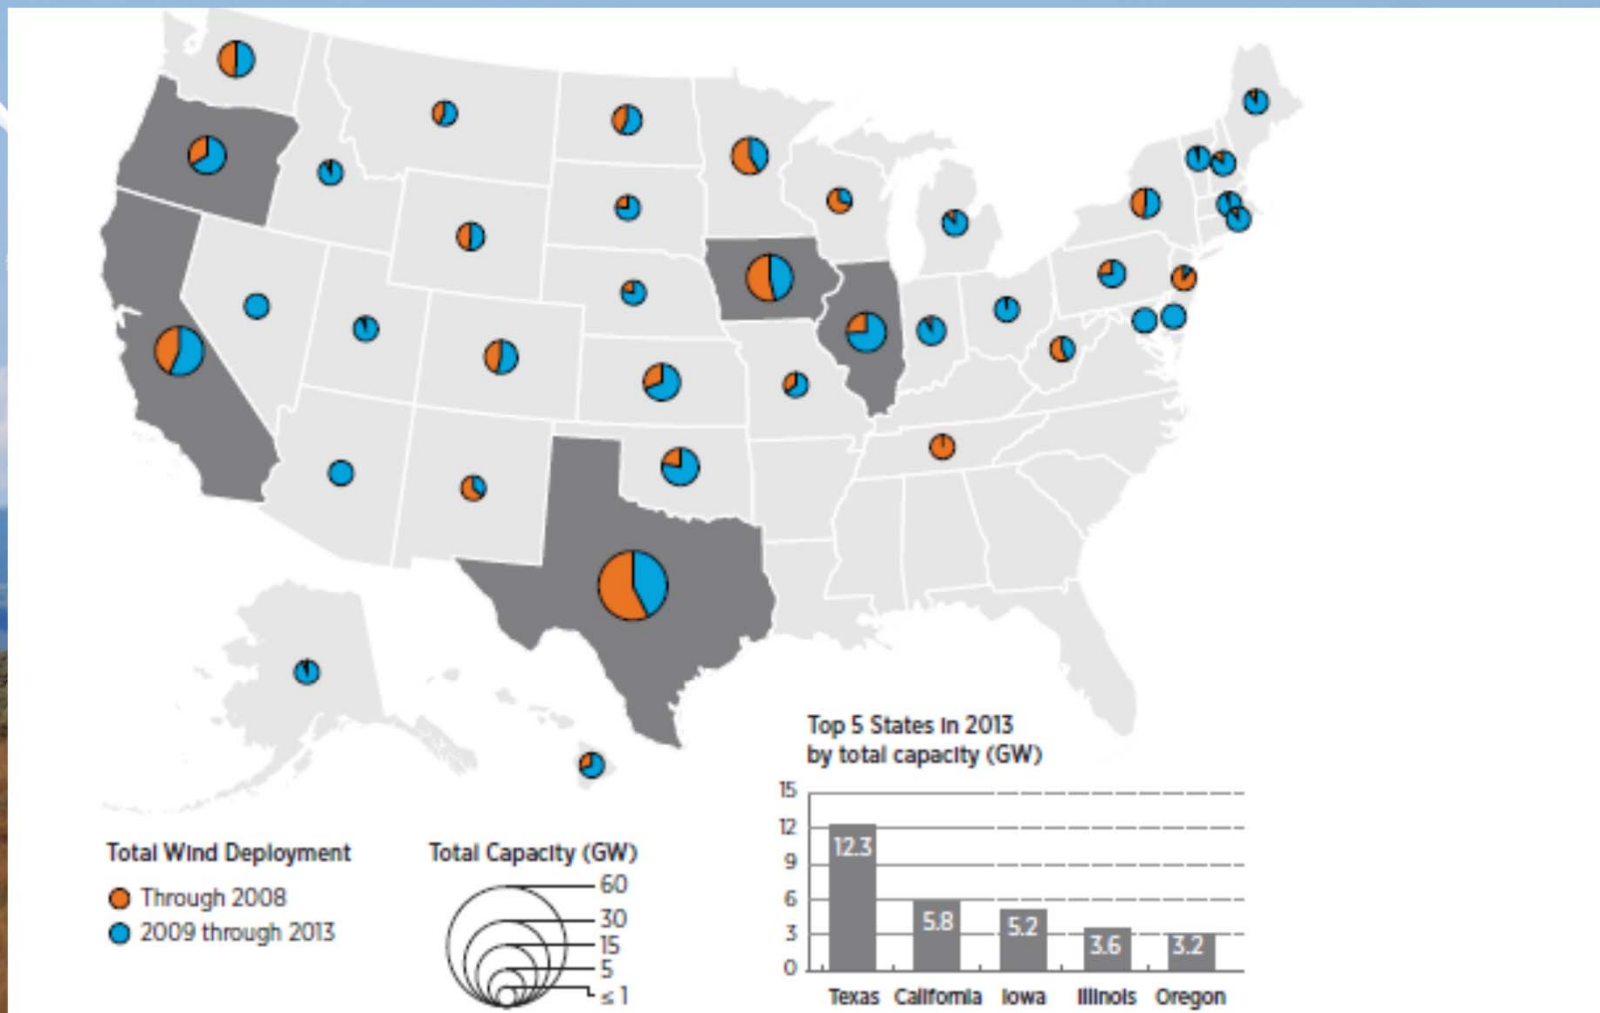 Top 5 States in 2013
by total capacity (GW)
15
12
9
6
3
0
12.3
5.8
5.2
3.6
3.2
Texas California Iowa Illinois Oregon
Total Wind Deployment
Through 2008
2009 through 2013
Total Capacity (GW)
60
30
15
5
≤ 1